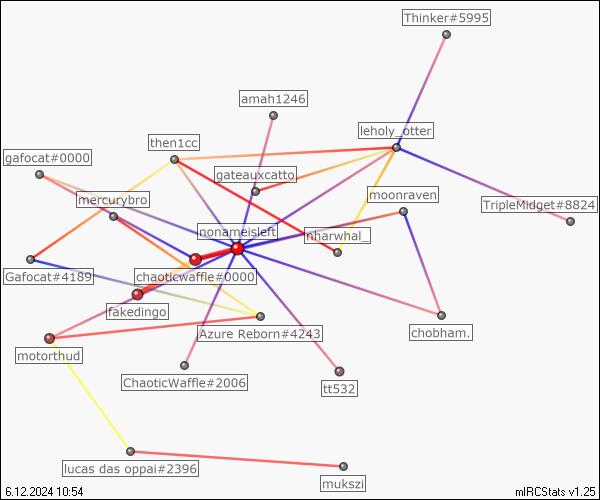 Thinker#5995
amah1246
leholy_otter
then1cc
gafocat#0000
gateauxcatto
moonraven
mercurybro
TripleMidget#8824
nonameisleft
nharwhal_
Gafocat#4189
chaoticwaffle#0000
fakedingo
Azure Reborn#4243
chobham.
motorthud
ChaoticWaffle#2006
tt532
lucas das oppai#2396
mukszi
6.12.2024 10:54
mIRCStats v1.25